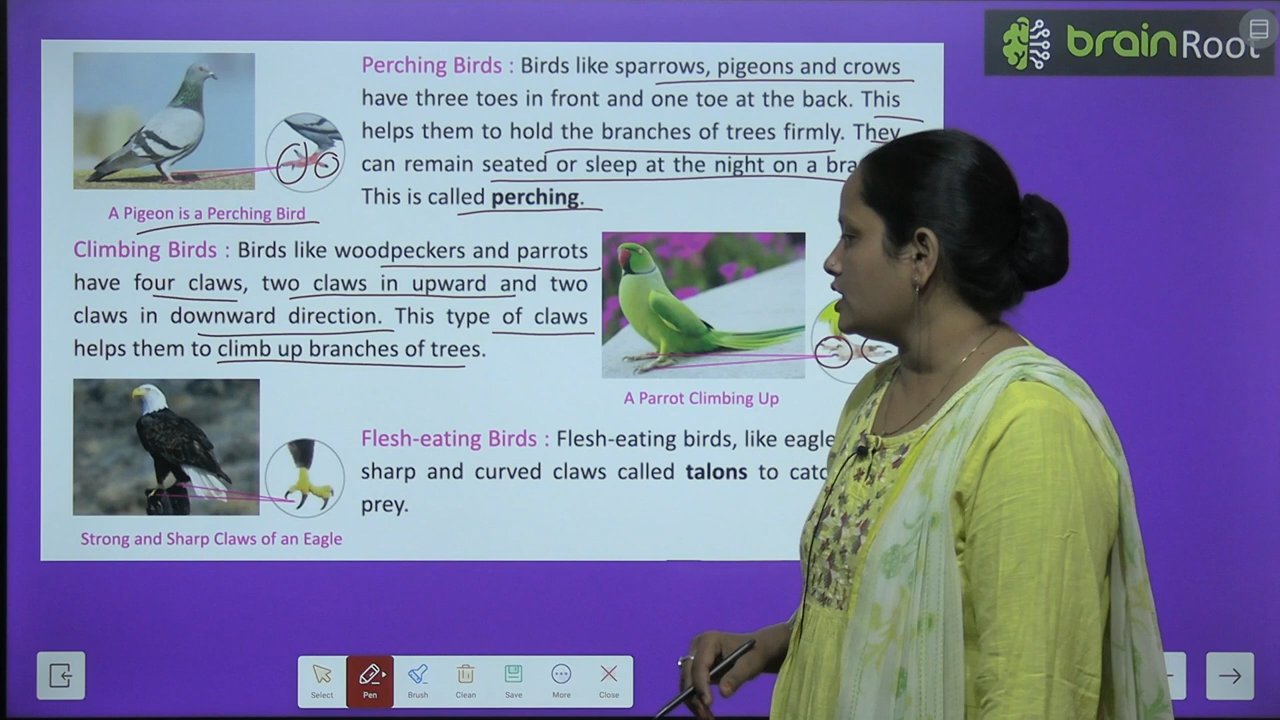 brainRoot
Perching Birds : Birds like sparrows, pigeons and crows
have three toes in front and one toe at the back. This
helps them to hold the branches of trees firmly. They
can remain seated or sleep at the night on a bra
This is called perching.
A Pigeon is a Perching Bird
Climbing Birds : Birds like woodpeckers and parrots
have four claws, two claws in upward and two
claws in downward direction. This type of claws
helps them to climb up branches of trees.
A Parrot Climbing Up
Flesh-eating Birds : Flesh-eating birds, like eagle
sharp and curved claws called talons to catc
prey.
Strong and Sharp Claws of an Eagle
Select Pen Brush Clean Save More Close